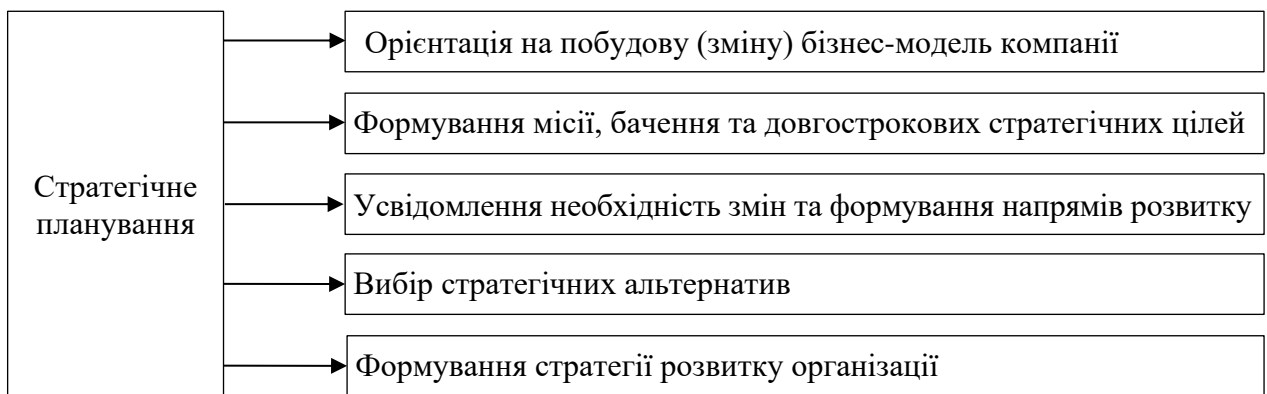 Стратегічне
планування
Орієнтація на побудову (зміну) бізнес-модель компанії
Формування місії, бачення та довгострокових стратегічних цілей
Усвідомлення необхідність змін та формування напрямів розвитку
Вибір стратегічних альтернатив
Формування стратегії розвитку організації